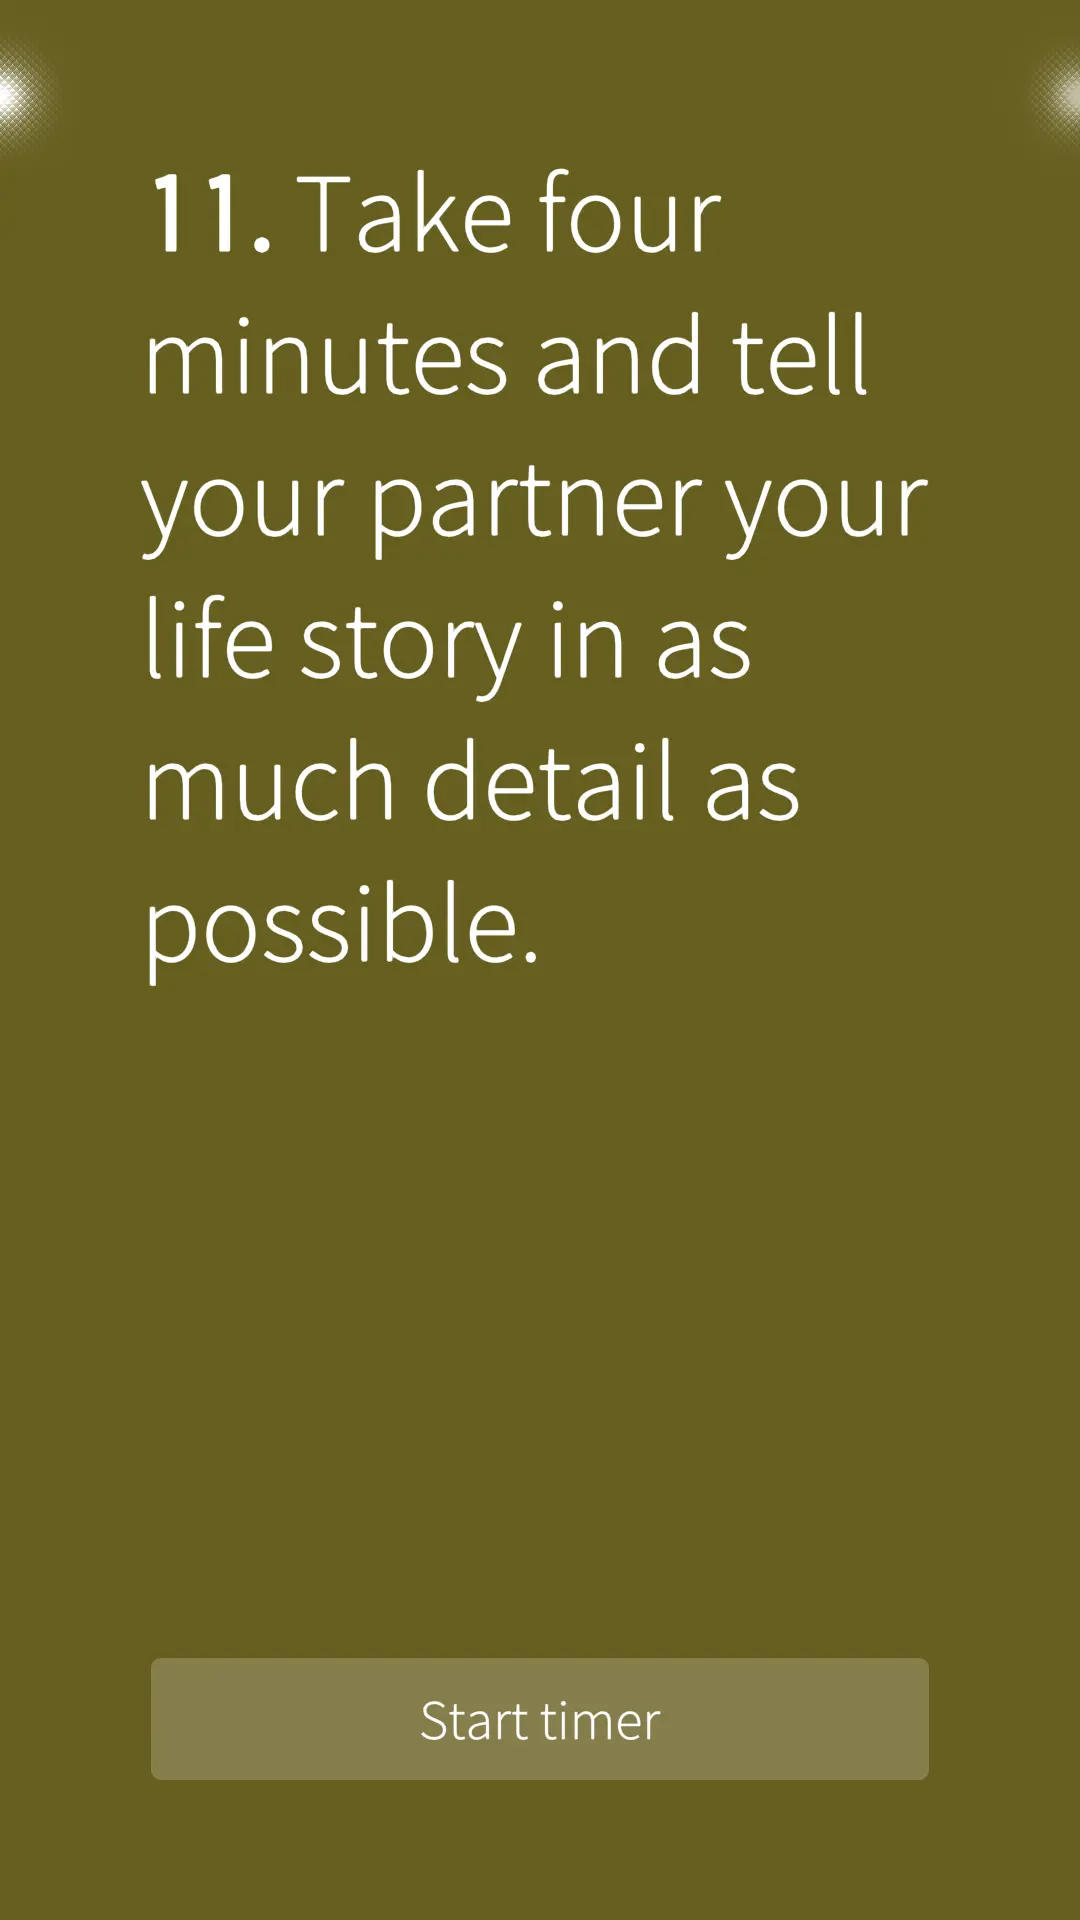 11. Take four
minutes and tell
your partner your
life story in as
much detail as
possible.
Start timer